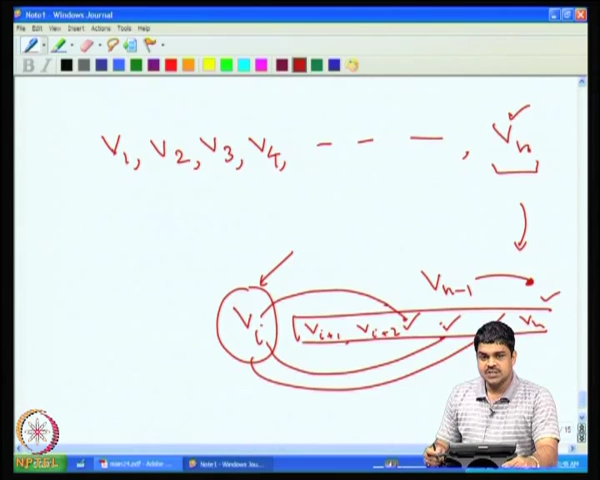 Note1 - Windows Journal
File Edit View Insert Actions Tools Help
B I
V1, V2, V3, V4, - - -, Vn
Vn-1
Vi Vi+1, Vi+2 Vn
NPTEL
Note1 - Windows Jou...